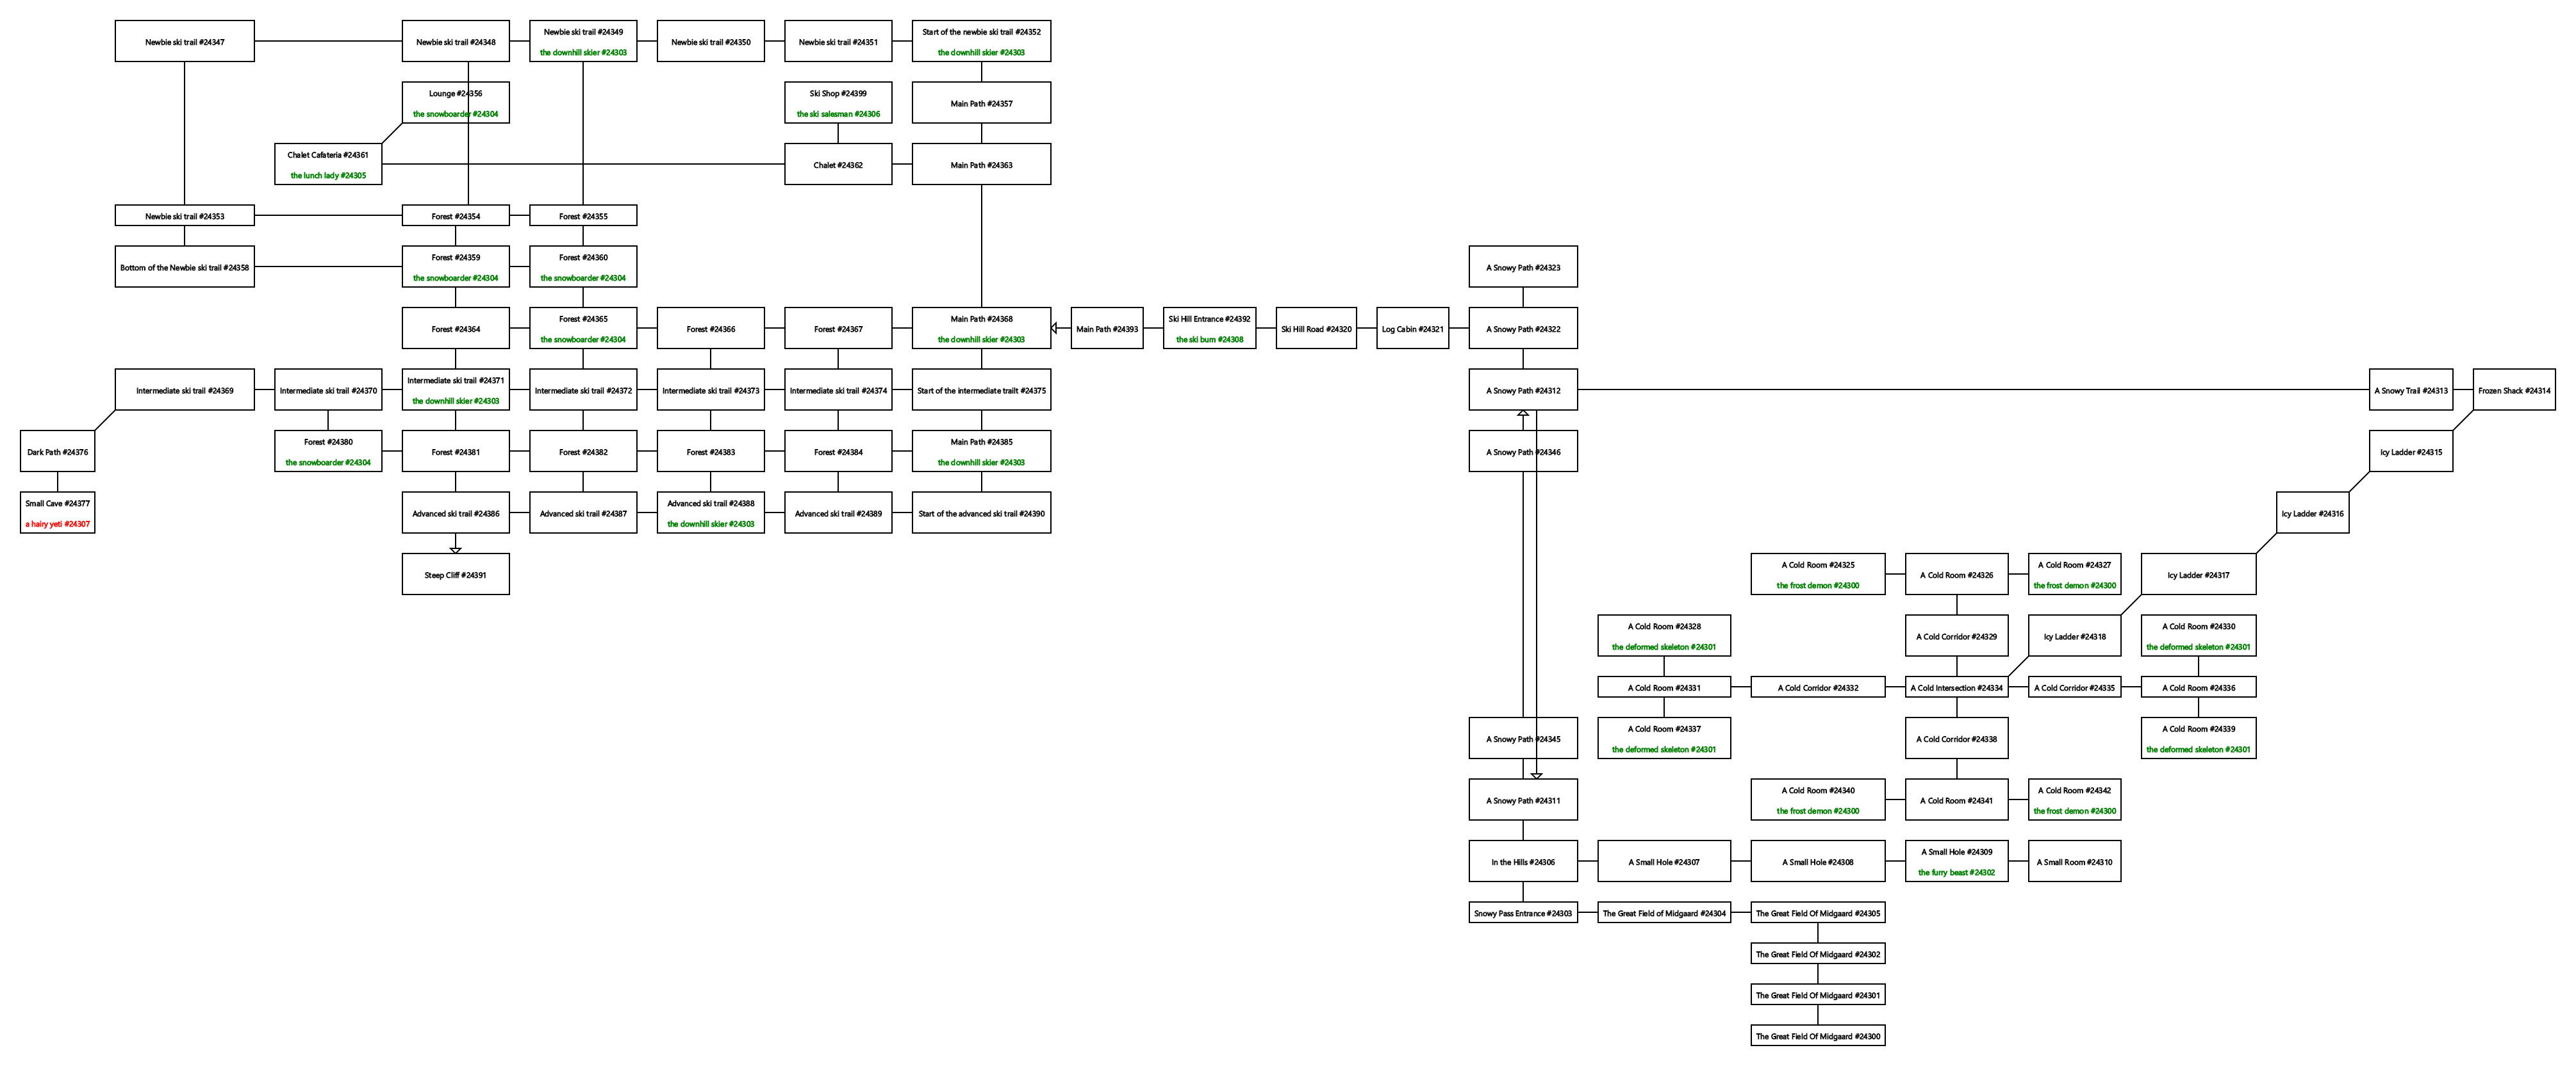 Newbie ski trail #24347
Newbie ski trail #24348
Newbie ski trail #24349
the downhill skier #24303
Newbie ski trail #24350
Newbie ski trail #24351
Start of the newbie ski trail #24352
the downhill skier #24303
Lounge #24356
the snowboarder #24304
Ski Shop #24399
the ski salesman #24306
Main Path #24357
Chalet Cafateria #24361
the lunch lady #24305
Chalet #24362
Main Path #24363
Newbie ski trail #24353
Forest #24354
Forest #24355
Bottom of the Newbie ski trail #24358
Forest #24359
the snowboarder #24304
Forest #24360
the snowboarder #24304
A Snowy Path #24323
Forest #24364
Forest #24365
the snowboarder #24304
Forest #24366
Forest #24367
Main Path #24368
the downhill skier #24303
Main Path #24393
Ski Hill Entrance #24392
the ski bum #24308
Ski Hill Road #24320
Log Cabin #24321
A Snowy Path #24322
Intermediate ski trail #24369
Intermediate ski trail #24370
Intermediate ski trail #24371
the downhill skier #24303
Intermediate ski trail #24372
Intermediate ski trail #24373
Intermediate ski trail #24374
Start of the intermediate trailt #24375
A Snowy Path #24312
A Snowy Trail #24313
Frozen Shack #24314
Dark Path #24376
Forest #24380
the snowboarder #24304
Forest #24381
Forest #24382
Forest #24383
Forest #24384
Main Path #24385
the downhill skier #24303
A Snowy Path #24346
Icy Ladder #24315
Small Cave #24377
a hairy yeti #24307
Advanced ski trail #24386
Advanced ski trail #24387
Advanced ski trail #24388
the downhill skier #24303
Advanced ski trail #24389
Start of the advanced ski trail #24390
Icy Ladder #24316
Steep Cliff #24391
A Cold Room #24325
the frost demon #24300
A Cold Room #24326
A Cold Room #24327
the frost demon #24300
Icy Ladder #24317
A Cold Room #24328
the deformed skeleton #24301
A Cold Corridor #24329
Icy Ladder #24318
A Cold Room #24330
the deformed skeleton #24301
A Cold Room #24331
A Cold Corridor #24332
A Cold Intersection #24334
A Cold Corridor #24335
A Cold Room #24336
A Snowy Path #24345
A Cold Room #24337
the deformed skeleton #24301
A Cold Corridor #24338
A Cold Room #24339
the deformed skeleton #24301
A Snowy Path #24311
A Cold Room #24340
the frost demon #24300
A Cold Room #24341
A Cold Room #24342
the frost demon #24300
In the Hills #24306
A Small Hole #24307
A Small Hole #24308
A Small Hole #24309
the furry beast #24302
A Small Room #24310
Snowy Pass Entrance #24303
The Great Field of Midgaard #24304
The Great Field Of Midgaard #24305
The Great Field Of Midgaard #24302
The Great Field Of Midgaard #24301
The Great Field Of Midgaard #24300